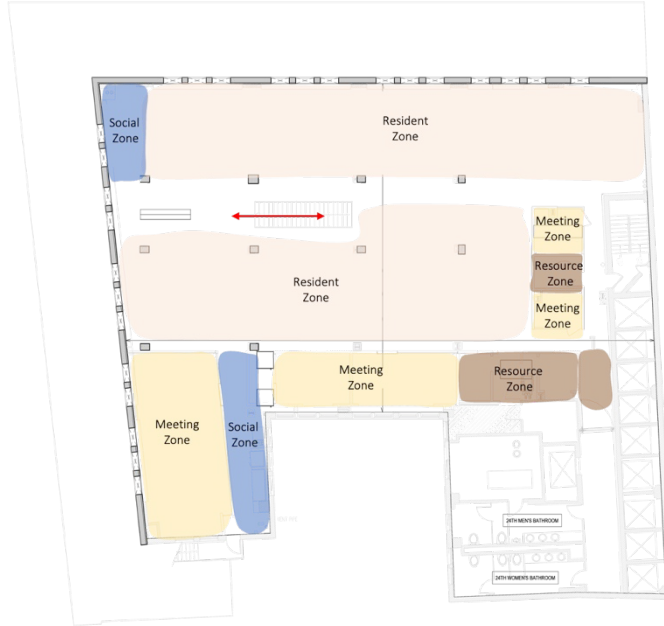 Social
Zone
Resident
Zone
Meeting
Zone
Resource
Zone
Meeting
Zone
Resident
Zone
Meeting
Zone
Resource
Zone
Meeting
Zone
Social
Zone
24TH MEN'S BATHROOM
24TH WOMEN'S BATHROOM